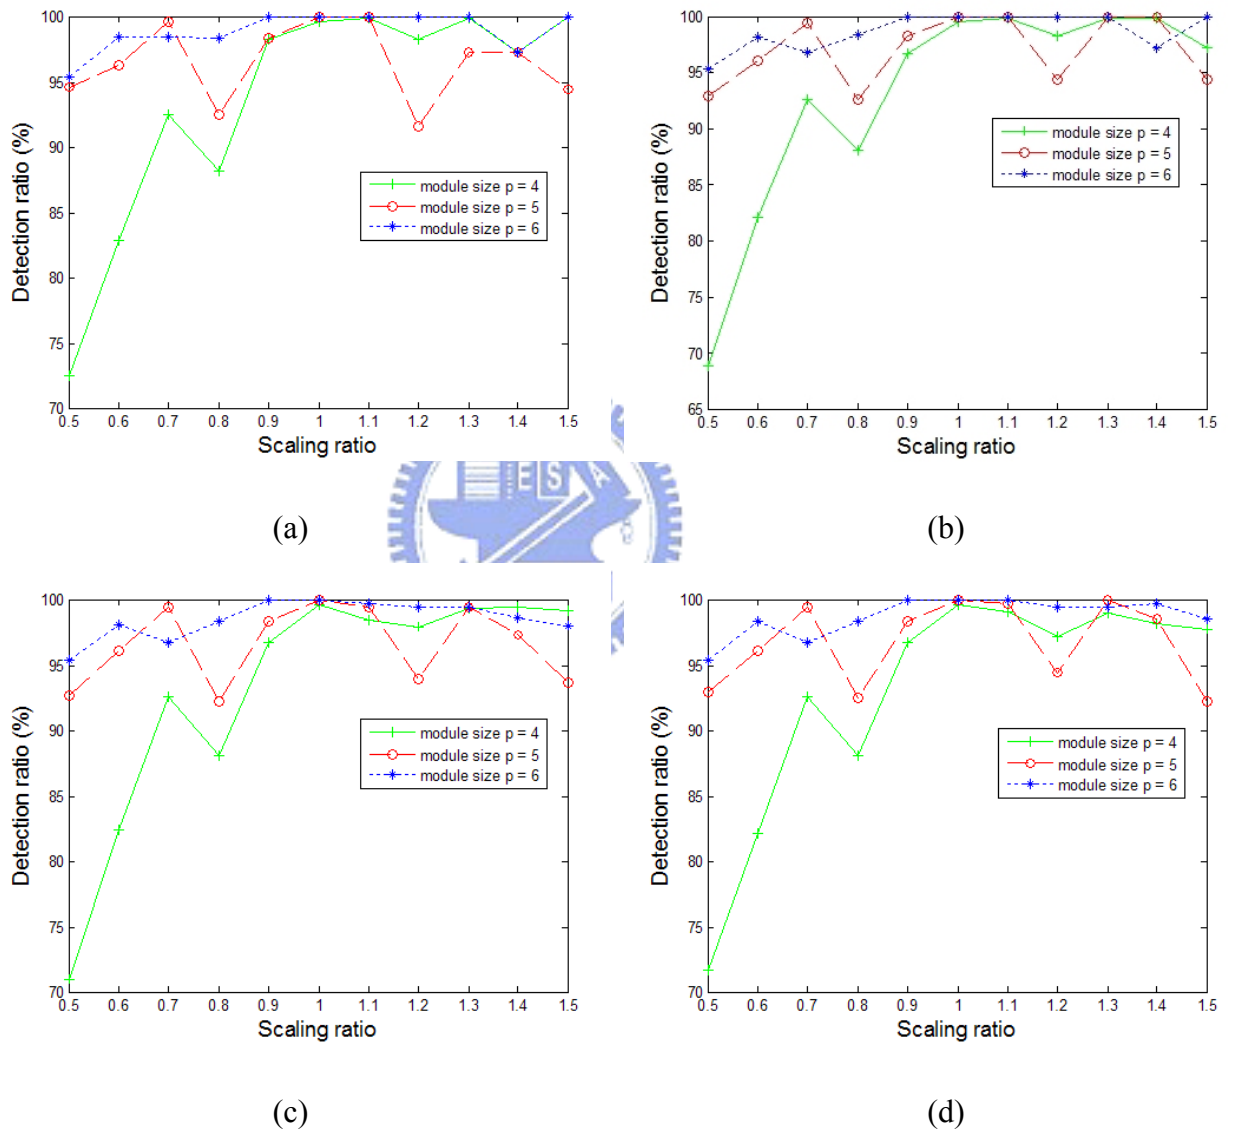 100
95
90
85
80
75
70
Detection ratio (%)
0.5 0.6 0.7 0.8 0.9 1 1.1 1.2 1.3 1.4 1.5
Scaling ratio
module size p = 4
module size p = 5
module size p = 6
(a)
100
95
90
85
80
75
70
65
Detection ratio (%)
0.5 0.6 0.7 0.8 0.9 1 1.1 1.2 1.3 1.4 1.5
Scaling ratio
module size p = 4
module size p = 5
module size p = 6
(b)
E S A
100
95
90
85
80
75
70
Detection ratio (%)
0.5 0.6 0.7 0.8 0.9 1 1.1 1.2 1.3 1.4 1.5
Scaling ratio
module size p = 4
module size p = 5
module size p = 6
(c)
100
95
90
85
80
75
70
Detection ratio (%)
0.5 0.6 0.7 0.8 0.9 1 1.1 1.2 1.3 1.4 1.5
Scaling ratio
module size p = 4
module size p = 5
module size p = 6
(d)